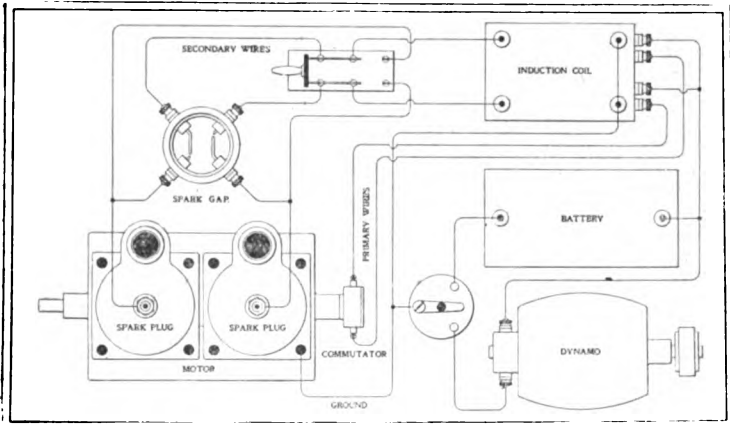 SECONDARY WIRES
INDUCTION COIL
SPARK GAP.
PRIMARY WIRES
BATTERY
SPARK PLUG
SPARK PLUG
COMMUTATOR
DYNAMO
MOTOR
GROUND